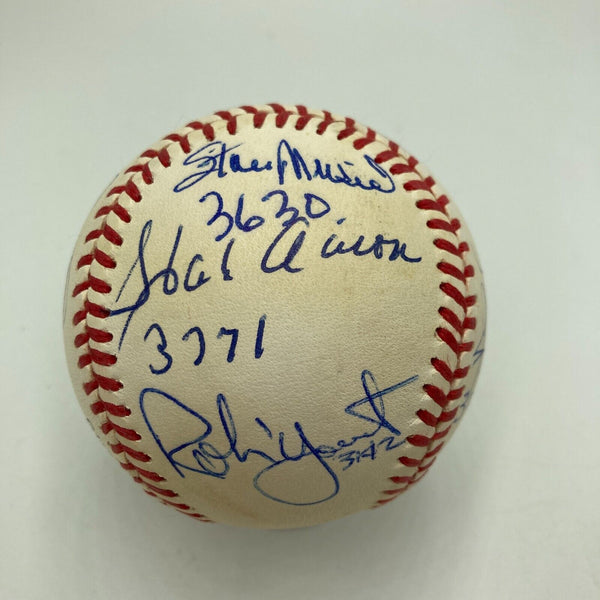 Stan Musial
3630
Hank Aaron
3771
Robin Yount
3142